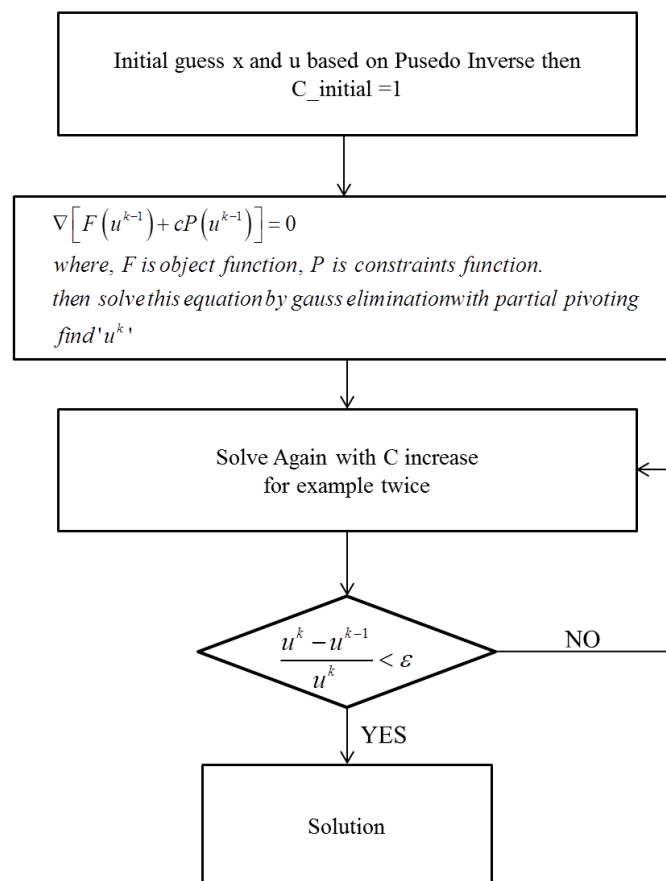 Initial guess x and u based on Pusedo Inverse then
C_initial =1
∇[F(u^{k-1})+cP(u^{k-1})]=0
where, F is object function, P is constraints function.
then solve this equation by gauss elimination with partial pivoting
find 'u^k'
Solve Again with C increase
for example twice
\frac{u^k - u^{k-1}}{u^k} < ε
NO
YES
Solution